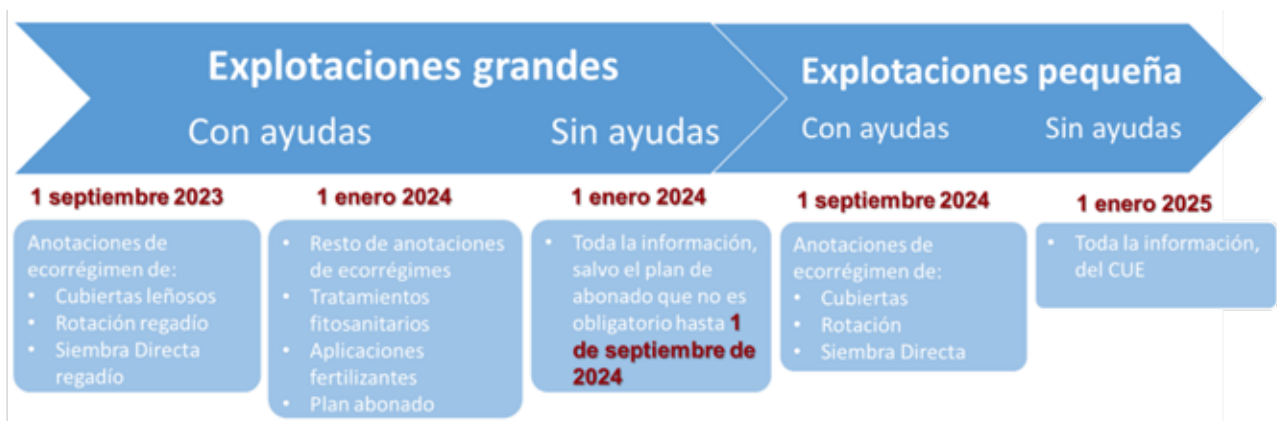 Explotaciones grandes
Con ayudas
Sin ayudas
Explotaciones pequeña
Con ayudas
Sin ayudas
1 septiembre 2023
Anotaciones de
ecorrégimen de:
• Cubiertas leñosos
• Rotación regadío
• Siembra Directa
regadío
1 enero 2024
• Resto de anotaciones
de ecorrégimes
• Tratamientos
fitosanitarios
• Aplicaciones
fertilizantes
• Plan abonado
1 enero 2024
• Toda la información,
salvo el plan de
abonado que no es
obligatorio hasta 1
de septiembre de
2024
1 septiembre 2024
Anotaciones de
ecorrégimen de:
• Cubiertas
• Rotación
• Siembra Directa
1 enero 2025
• Toda la información,
del CUE